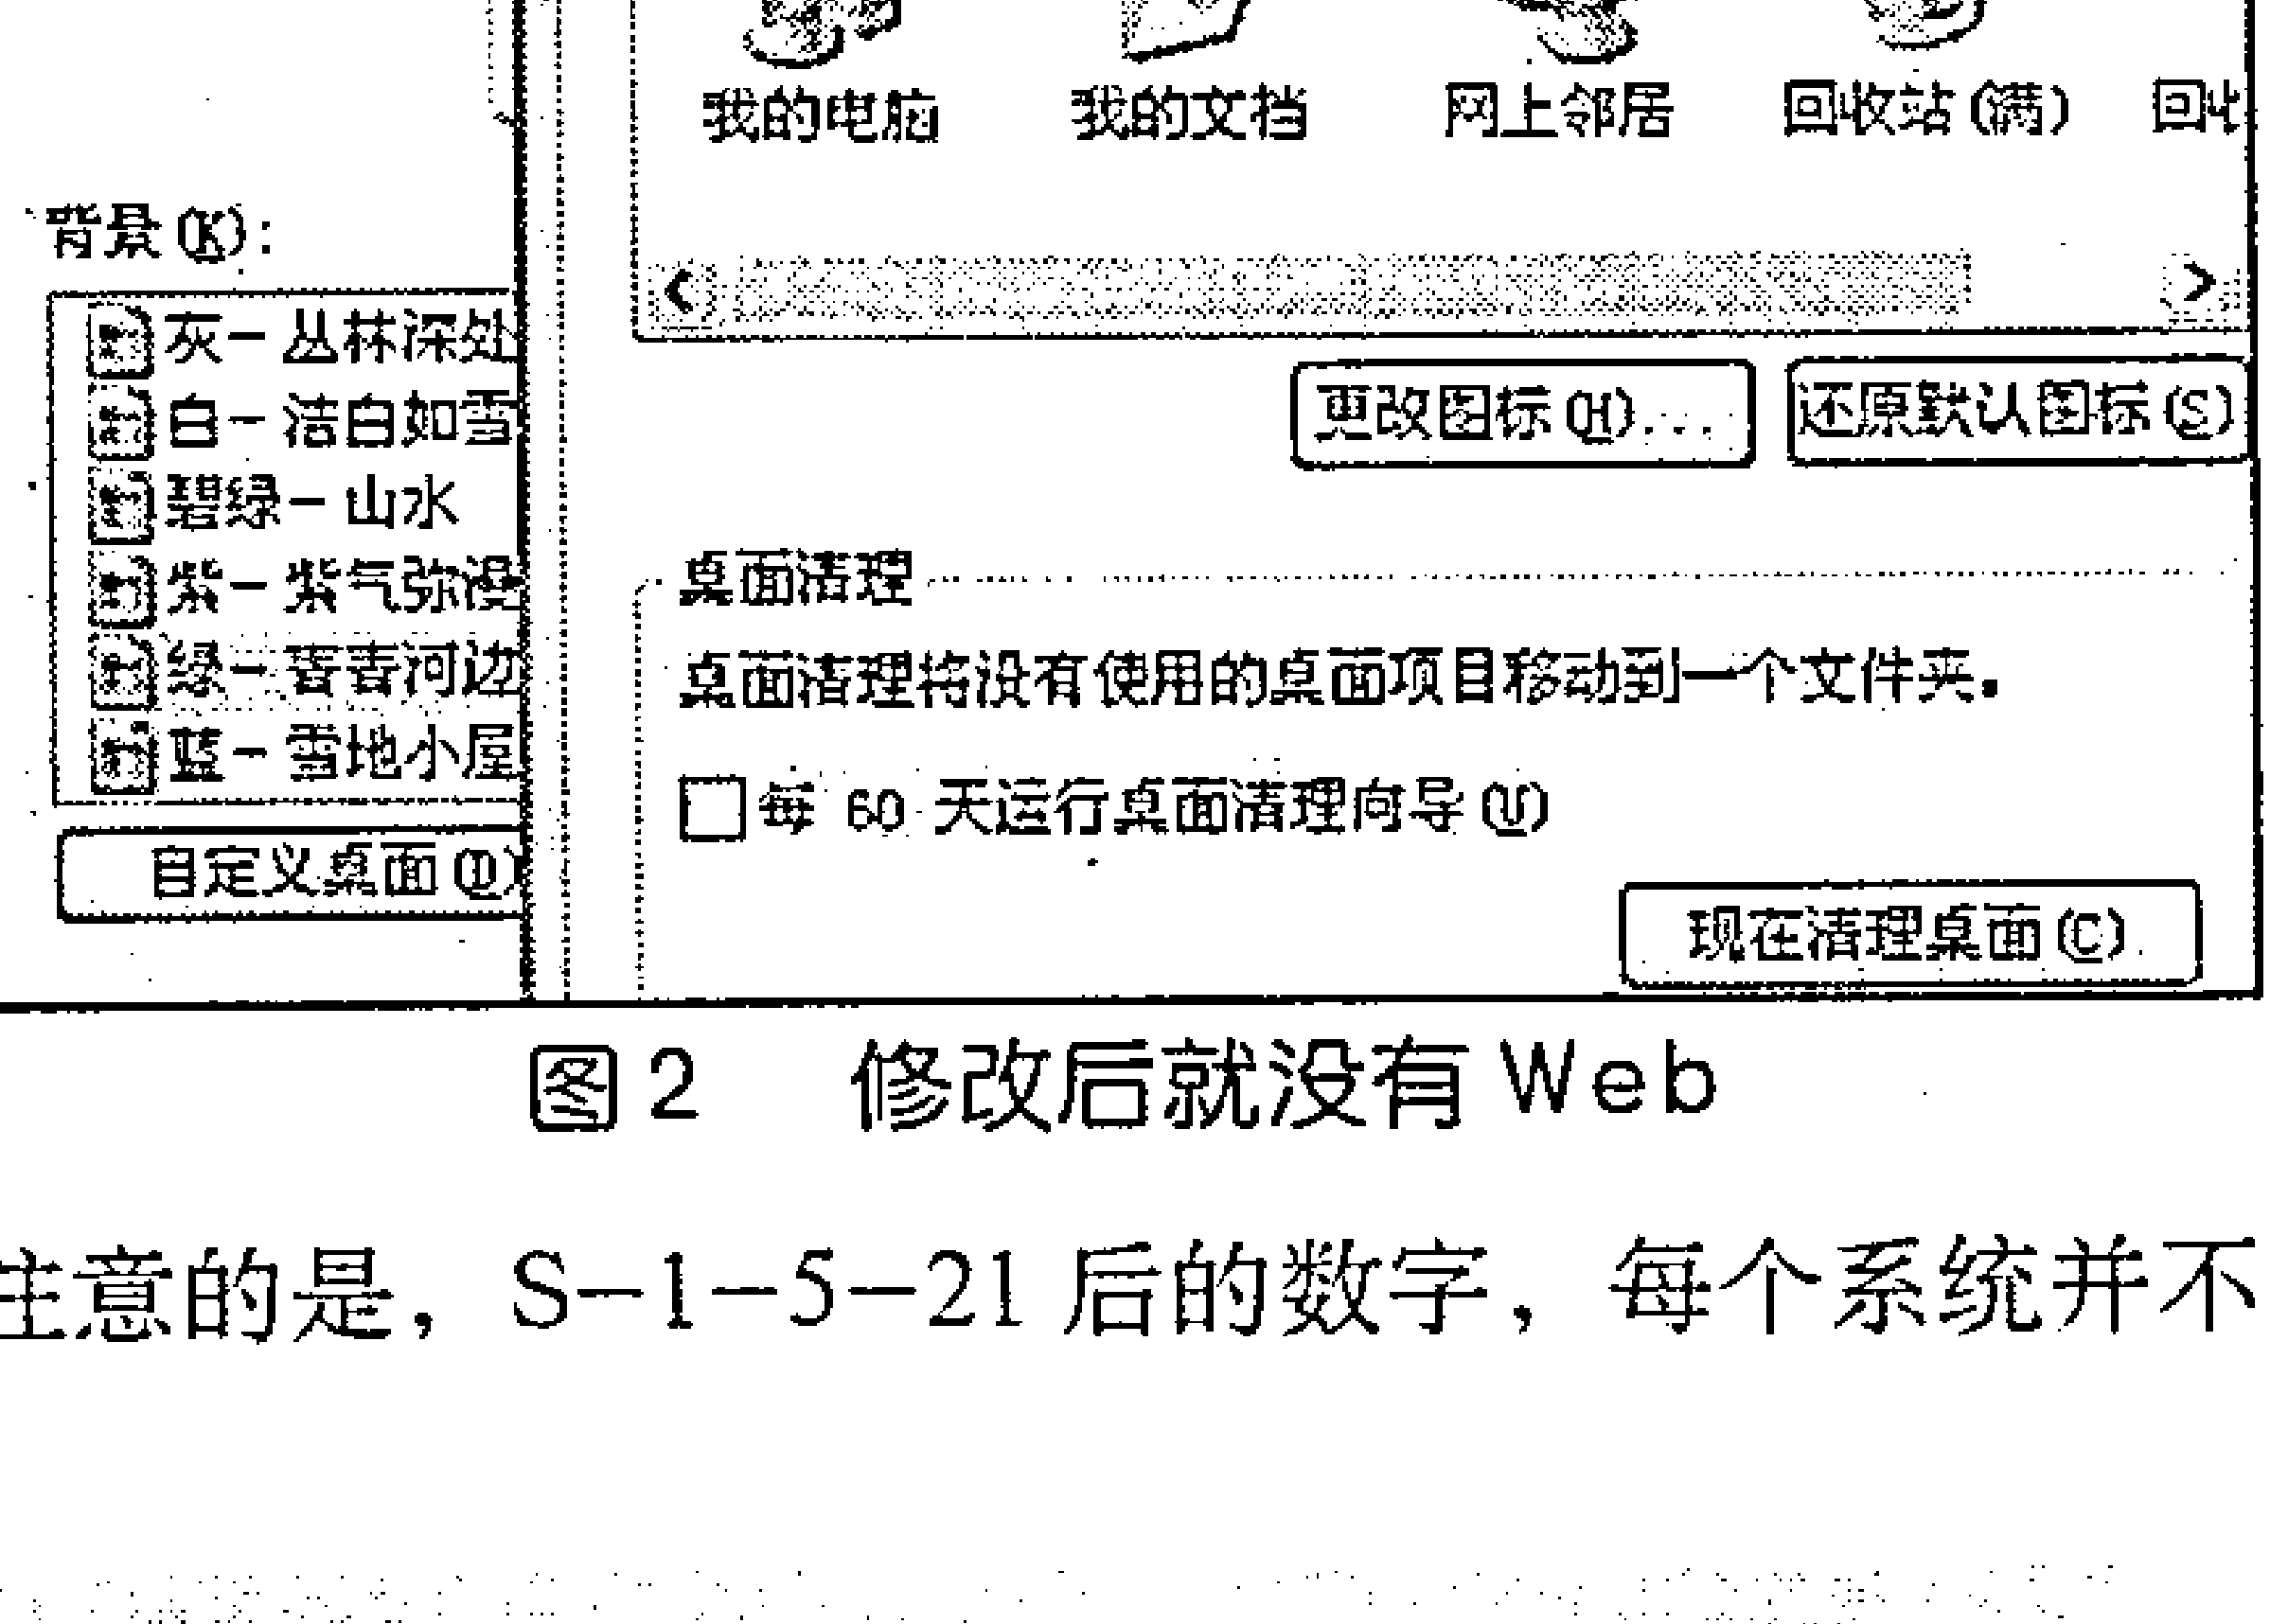 我的电脑 我的文档 网上邻居 回收站(满) 回收
背景(K):
灰－丛林深处
白－洁白如雪
碧绿－山水
紫－紫气弥漫
绿－青青河边
蓝－雪地小屋
自定义桌面(D)
更改图标(H)... 还原默认图标(S)
桌面清理
桌面清理将没有使用的桌面项目移动到一个文件夹。
每 60 天运行桌面清理向导(U)
现在清理桌面(C)
图2 修改后就没有Web
注意的是，S-1-5-21后的数字，每个系统并不